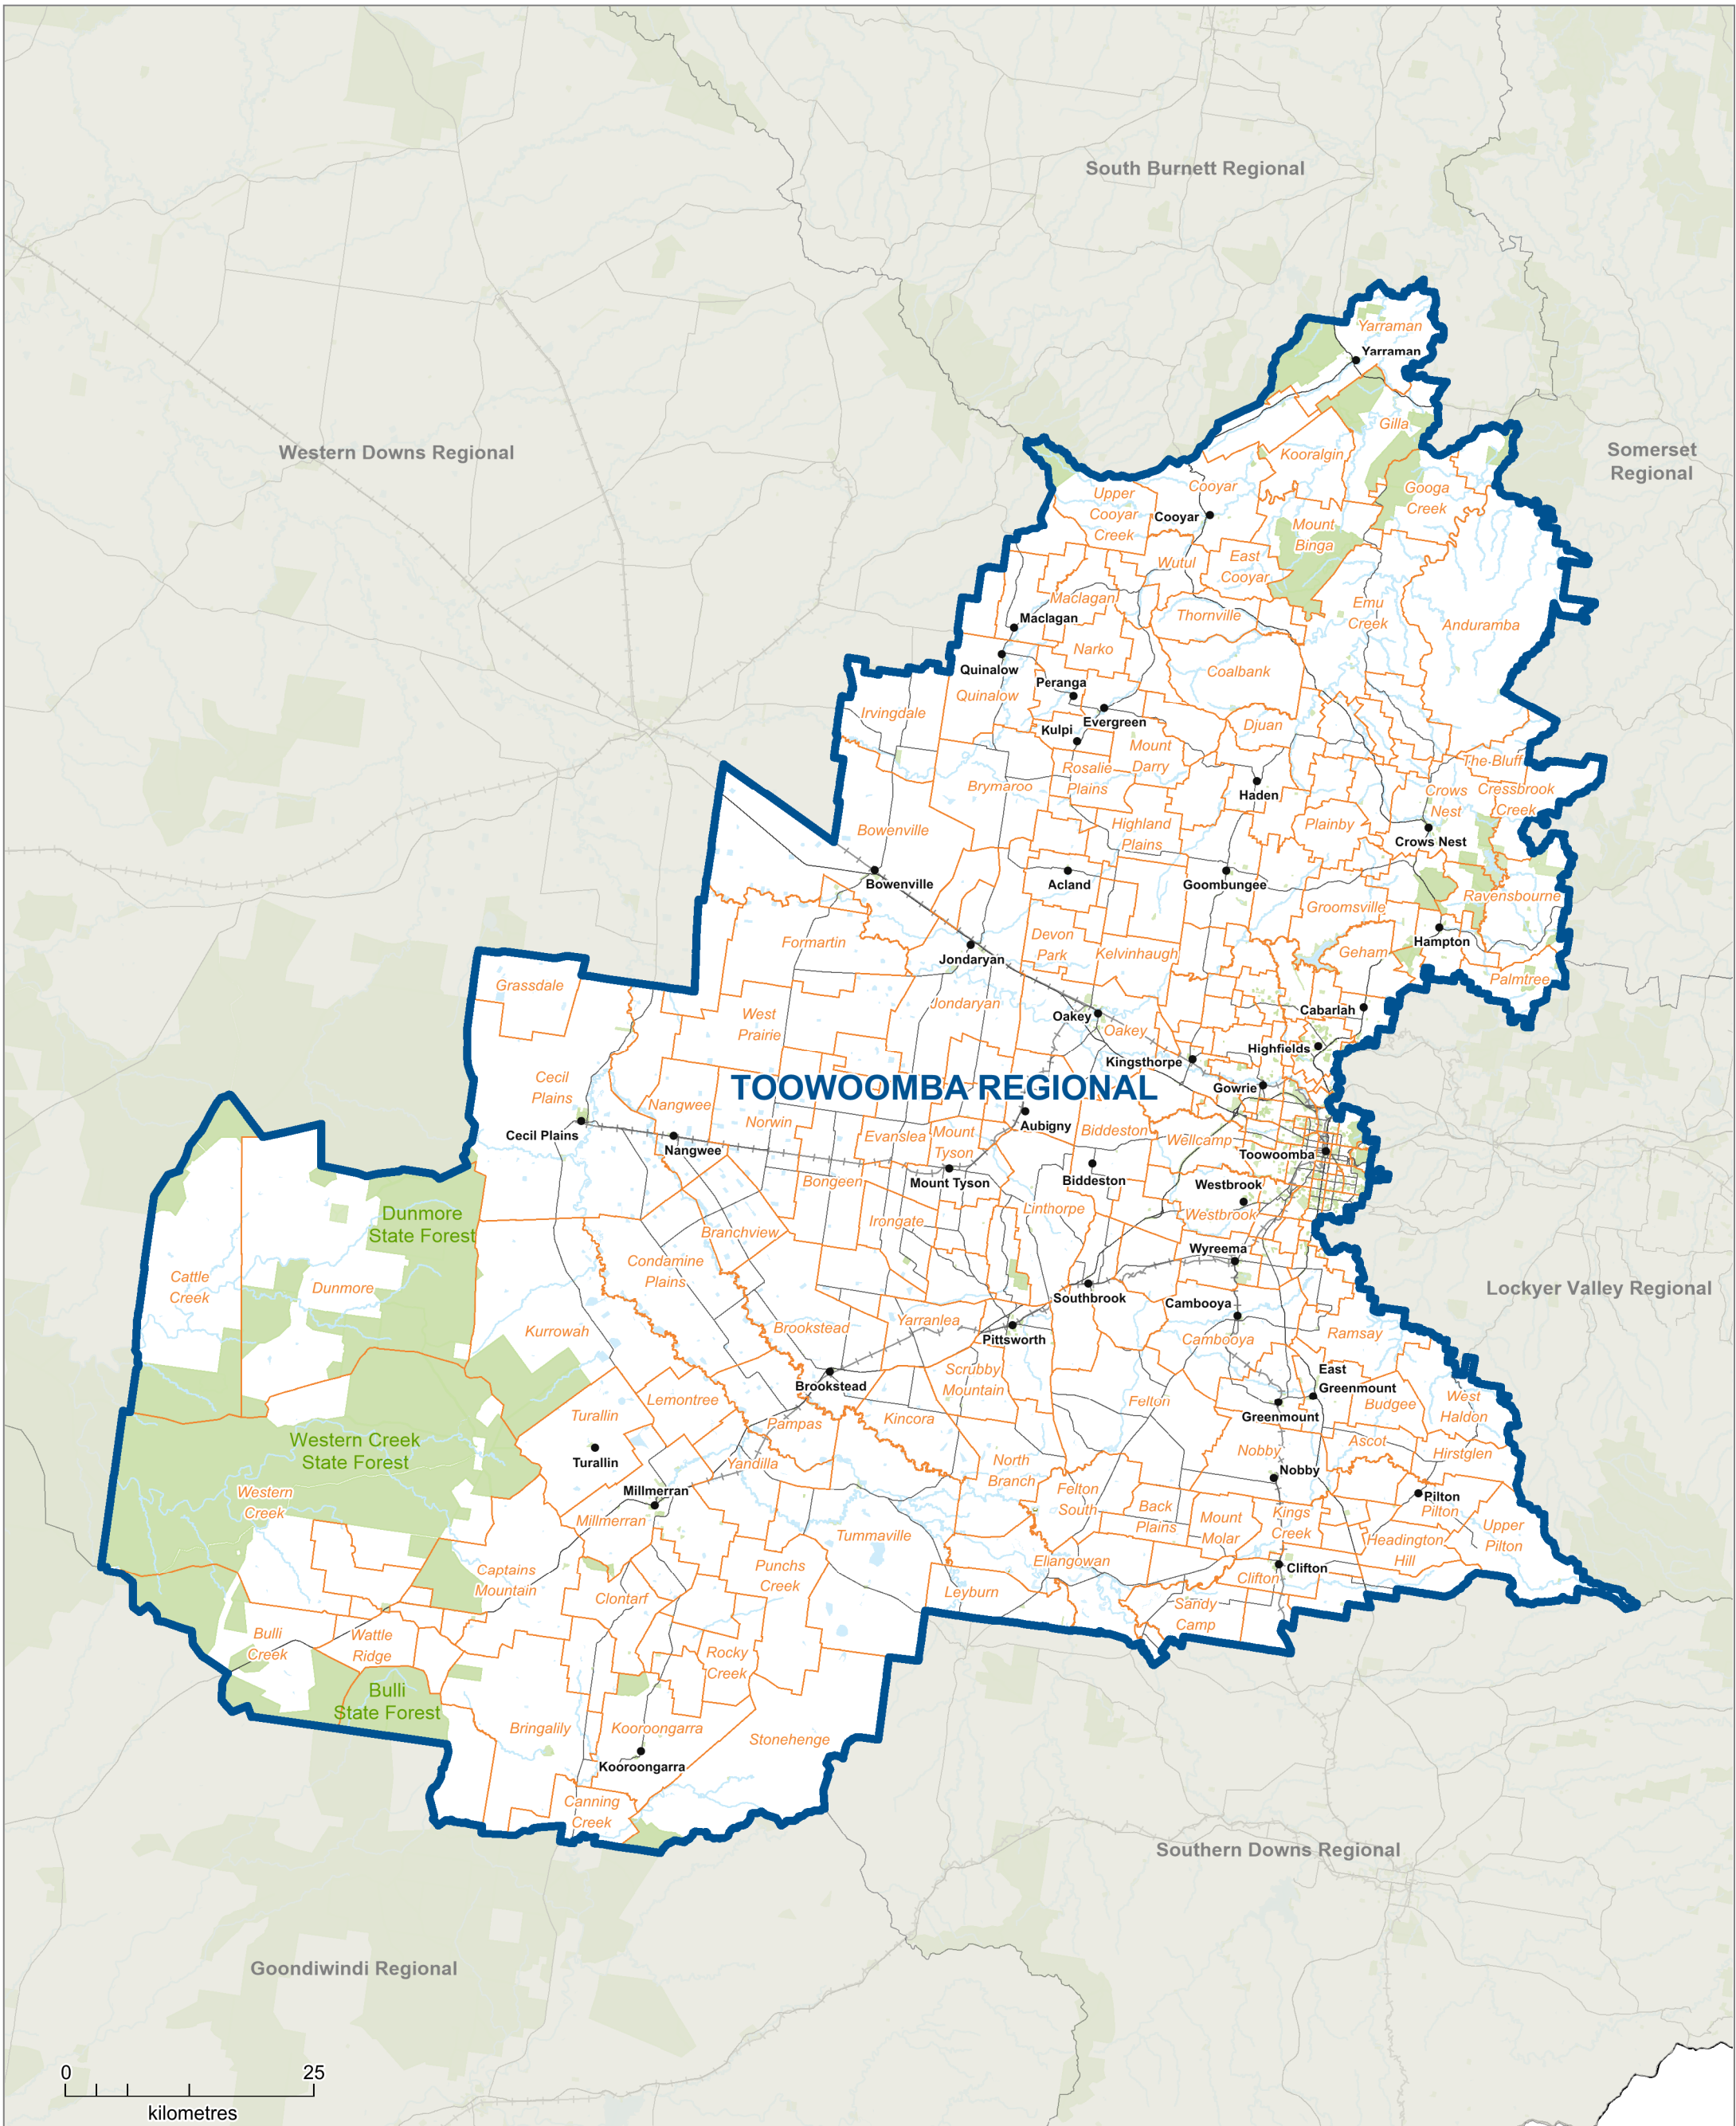 South Burnett Regional
Yarraman
Yarraman
Gilla
Western Downs Regional
Somerset
Regional
Kooralgin
Cooyar
Googa
Creek
Upper
Cooyar
Creek
Cooyar
Mount
Binga
Wutul
East
Cooyar
Maclagan
Emu
Creek
Anduramba
Thornville
Maclagan
Narko
Quinalow
Coalbank
Peranga
Quinalow
Irvingdale
Evergreen
Djuan
Kulpi
Mount
Darry
Rosalie
Plains
The Bluff
Brymaroo
Haden
Crows
Nest
Cressbrook
Creek
Bowenville
Highland
Plains
Plainby
Crows Nest
Bowenville
Acland
Goombungee
Ravensbourne
Groomsville
Formartin
Devon
Park
Hampton
Jondaryan
Kelvinhaugh
Geham
Palmtree
Grassdale
Jondaryan
West
Prairie
Oakey
Oakey
Cabarlah
Highfields
Kingsthorpe
TOOWOOMBA REGIONAL
Gowrie
Cecil
Plains
Nangwee
Norwin
Aubigny
Cecil Plains
Nangwee
Evanslea
Mount
Tyson
Biddeston
Wellcamp
Toowoomba
Bongeen
Mount Tyson
Biddeston
Westbrook
Dunmore
State Forest
Irongate
Linthorpe
Westbrook
Branchview
Wyreema
Condamine
Plains
Cattle
Creek
Dunmore
Southbrook
Lockyer Valley Regional
Cambooya
Kurrowah
Brookstead
Yarranlea
Pittsworth
Cambooya
Ramsay
Scrubby
Mountain
East
Greenmount
Brookstead
Lemontree
Budgee
West
Haldon
Turallin
Pampas
Kincora
Felton
Greenmount
Western Creek
State Forest
Turallin
Yandilla
Nobby
Ascot
Hirstglen
North
Branch
Nobby
Western
Creek
Millmerran
Felton
South
Pilton
Pilton
Millmerran
Tummaville
Back
Plains
Mount
Molar
Kings
Creek
Upper
Pilton
Headington
Hill
Captains
Mountain
Punchs
Creek
Eliangowan
Clifton
Clifton
Clontarf
Leyburn
Sandy
Camp
Bulli
Creek
Wattle
Ridge
Rocky
Creek
Bulli
State Forest
Bringalily
Kooroongarra
Stonehenge
Kooroongarra
Canning
Creek
Southern Downs Regional
Goondiwindi Regional
0 25
kilometres